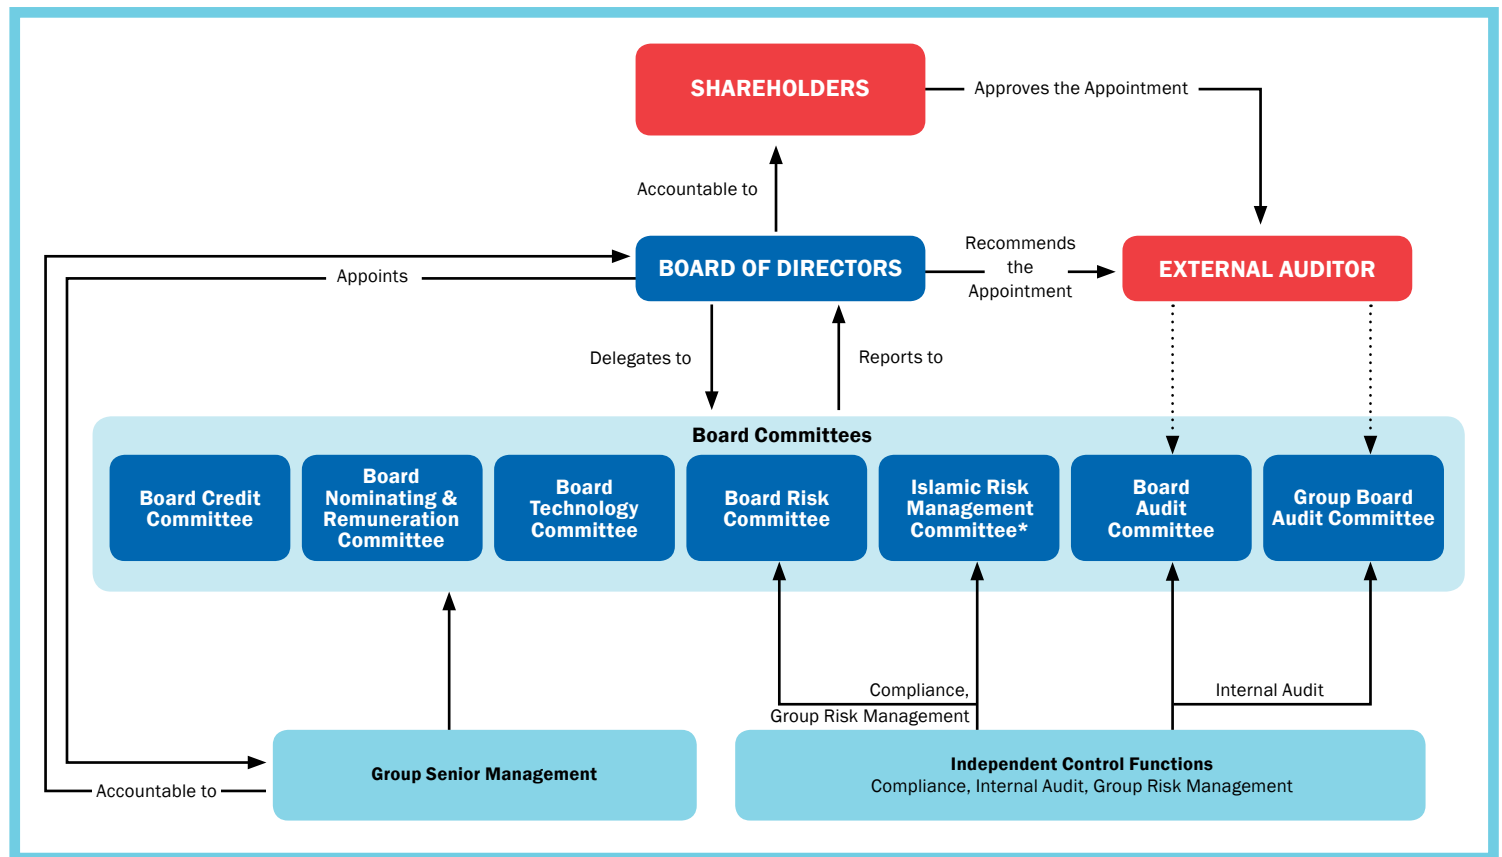 SHAREHOLDERS
Approves the Appointment
Accountable to
BOARD OF DIRECTORS
Recommends
the
Appointment
EXTERNAL AUDITOR
Appoints
Delegates to
Reports to
Board Committees
Board Credit
Committee
Board
Nominating &
Remuneration
Committee
Board
Technology
Committee
Board Risk
Committee
Islamic Risk
Management
Committee*
Board
Audit
Committee
Group Board
Audit Committee
Compliance,
Group Risk Management
Internal Audit
Group Senior Management
Accountable to
Independent Control Functions
Compliance, Internal Audit, Group Risk Management